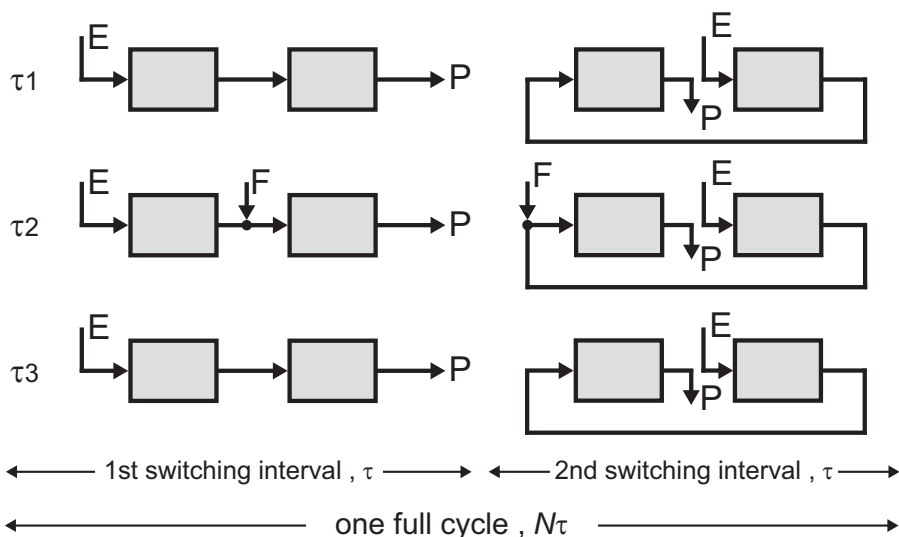 E E
τ1 P P
E F F E
τ2 P P
E E
τ3 P P
1st switching interval , τ 2nd switching interval , τ
one full cycle , Nτ